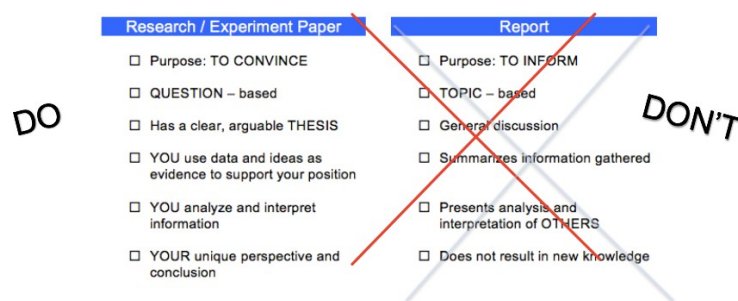 Research / Experiment Paper
☐ Purpose: TO CONVINCE
☐ QUESTION – based
☐ Has a clear, arguable THESIS
☐ YOU use data and ideas as
evidence to support your position
☐ YOU analyze and interpret
information
☐ YOUR unique perspective and
conclusion
Report
☐ Purpose: TO INFORM
☐ TOPIC – based
☐ General discussion
☐ Summarizes information gathered
☐ Presents analysis and
interpretation of OTHERS
☐ Does not result in new knowledge
DO
DON'T